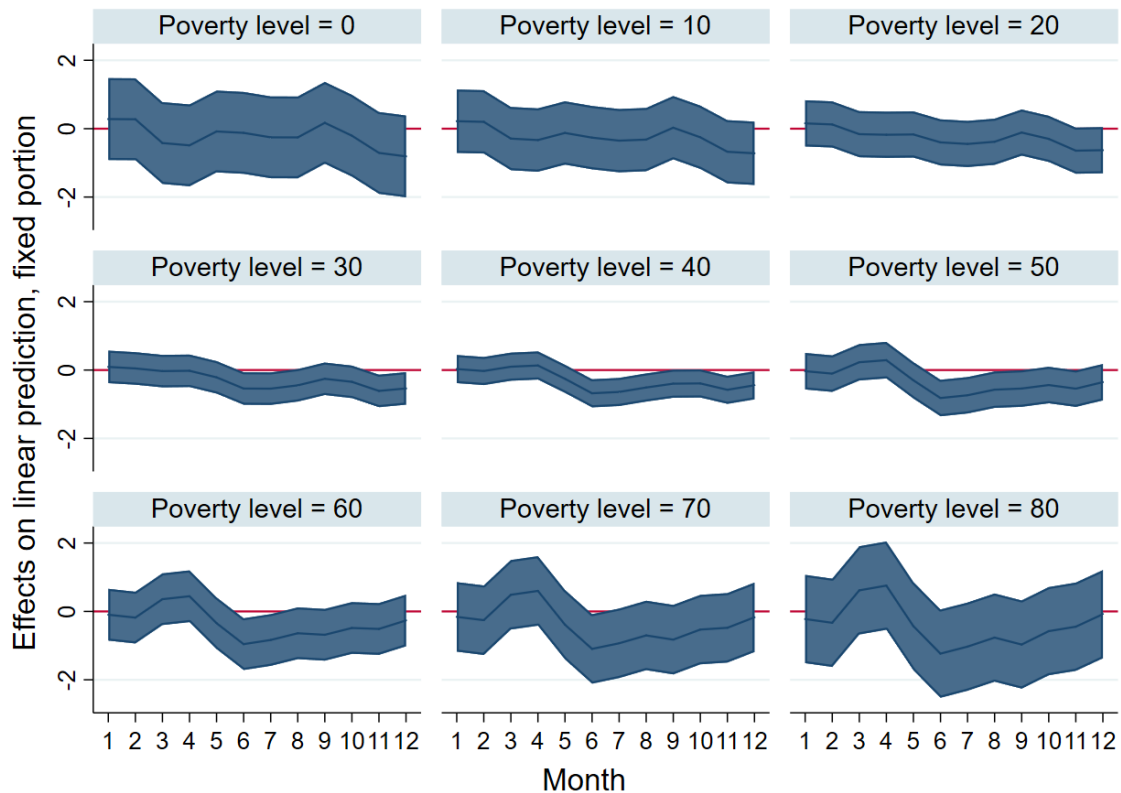 Effects on linear prediction, fixed portion
Poverty level = 0
Poverty level = 10
Poverty level = 20
2
0
-2
Poverty level = 30
Poverty level = 40
Poverty level = 50
2
0
-2
Poverty level = 60
Poverty level = 70
Poverty level = 80
2
0
-2
1 2 3 4 5 6 7 8 9 10 11 12
1 2 3 4 5 6 7 8 9 10 11 12
1 2 3 4 5 6 7 8 9 10 11 12
Month